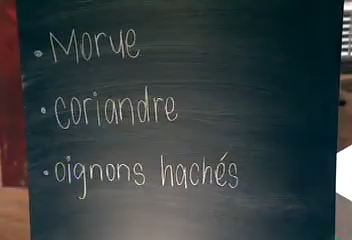 • Morue
• coriandre
• oignons hachés